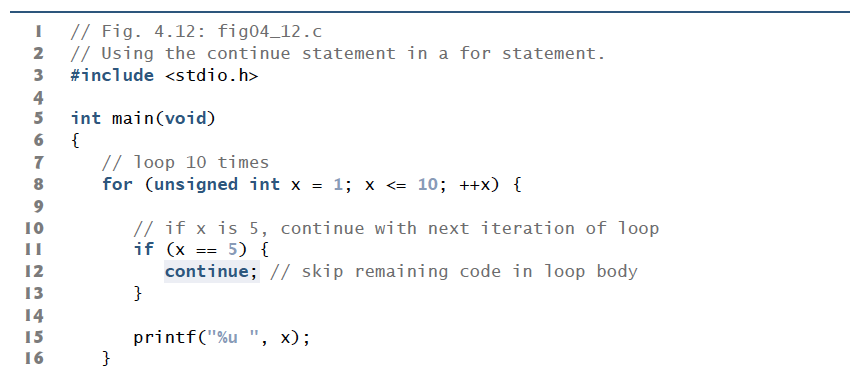 1 // Fig. 4.12: fig04_12.c
2 // Using the continue statement in a for statement.
3 #include <stdio.h>
4
5 int main(void)
6 {
7 // loop 10 times
8 for (unsigned int x = 1; x <= 10; ++x) {
9
10 // if x is 5, continue with next iteration of loop
11 if (x == 5) {
12 continue; // skip remaining code in loop body
13 }
14
15 printf("%u ", x);
16 }